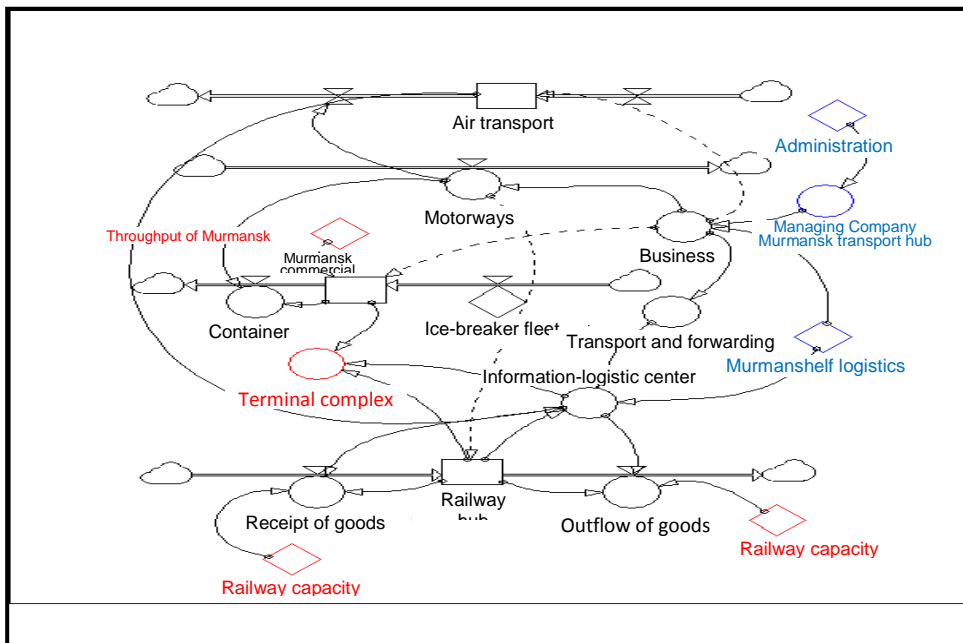 Air transport
Administration
Motorways
Managing Company
Murmansk transport hub
Throughput of Murmansk
Murmansk
commercial
Business
Container
Ice-breaker fleet
Transport and forwarding
Information-logistic center
Murmanshelf logistics
Terminal complex
Railway
hub
Receipt of goods
Outflow of goods
Railway capacity
Railway capacity